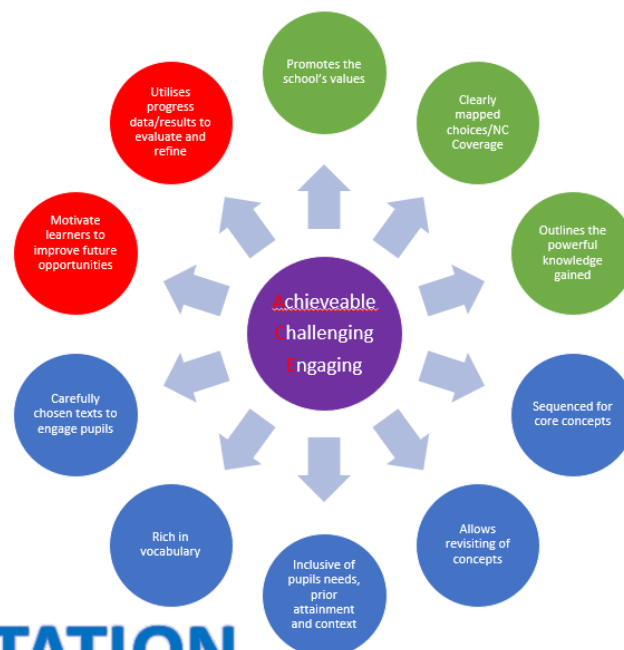 Promotes the
school's values
Clearly
mapped
choices/NC
Coverage
Outlines the
powerful
knowledge
gained
Sequenced for
core concepts
Allows
revisiting of
concepts
Inclusive of
pupils needs,
prior
attainment
and context
Rich in
vocabulary
Carefully
chosen texts to
engage pupils
Motivate
learners to
improve future
opportunities
Utilises
progress
data/results to
evaluate and
refine
Achieveable
Challenging
Engaging
TATION